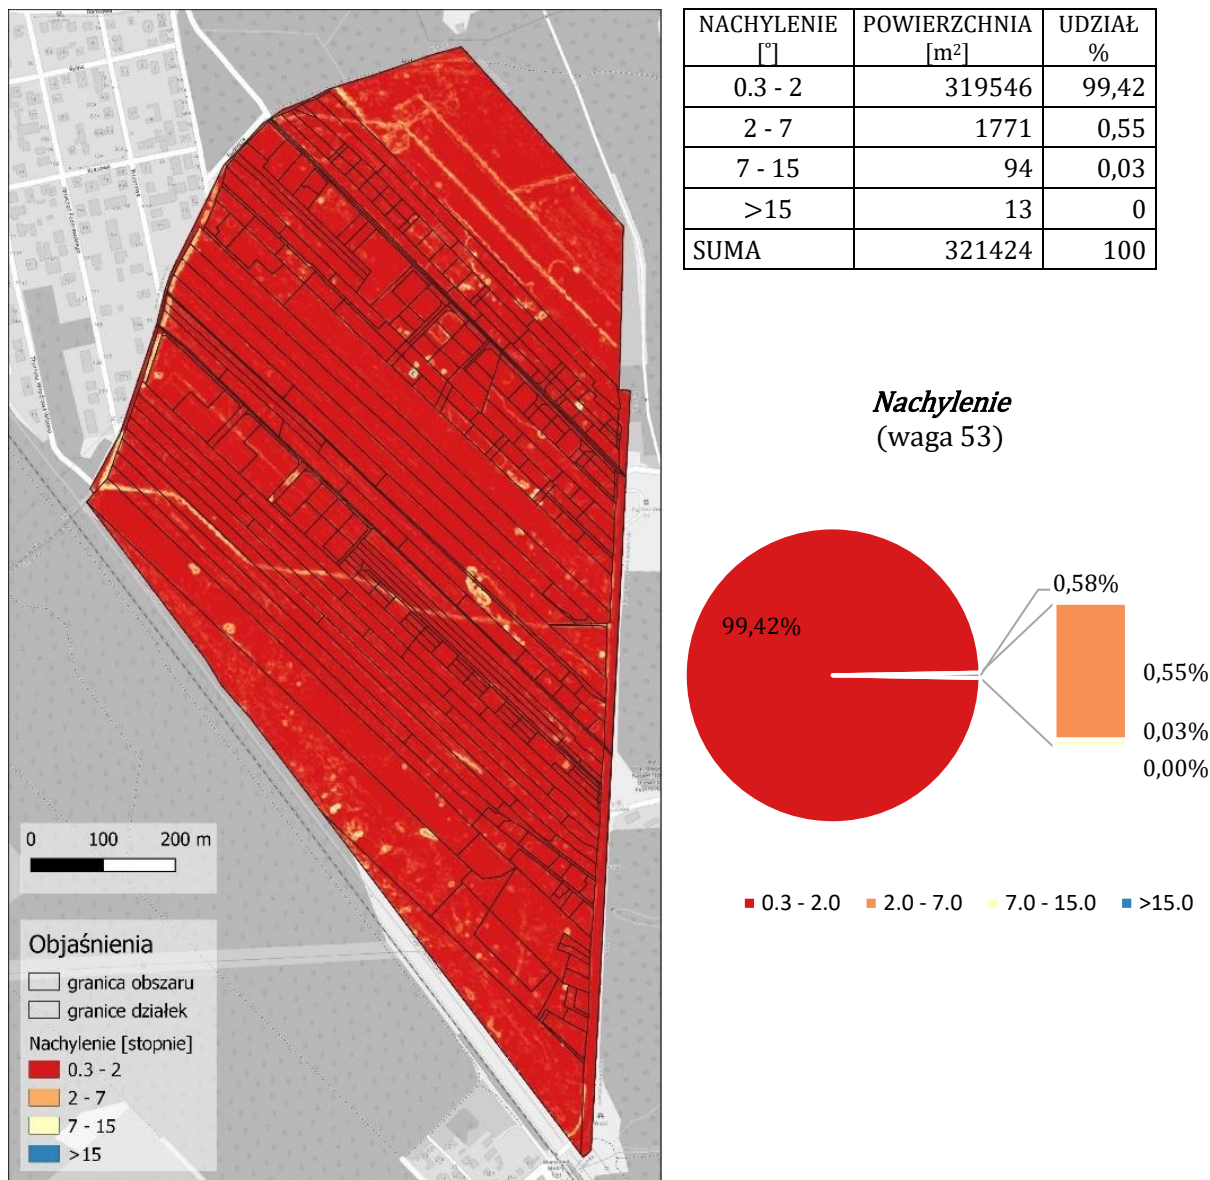 NACHYLENIE POWIERZCHNIA UDZIAŁ
[°] [m²] %
0.3 - 2 319546 99,42
2 - 7 1771 0,55
7 - 15 94 0,03
>15 13 0
SUMA 321424 100
Nachylenie
(waga 53)
99,42%
0,58%
0,55%
0,03%
0,00%
0.3 - 2.0 2.0 - 7.0 7.0 - 15.0 >15.0
0 100 200 m
Objaśnienia
granica obszaru
granice działek
Nachylenie [stopnie]
0.3 - 2
2 - 7
7 - 15
>15